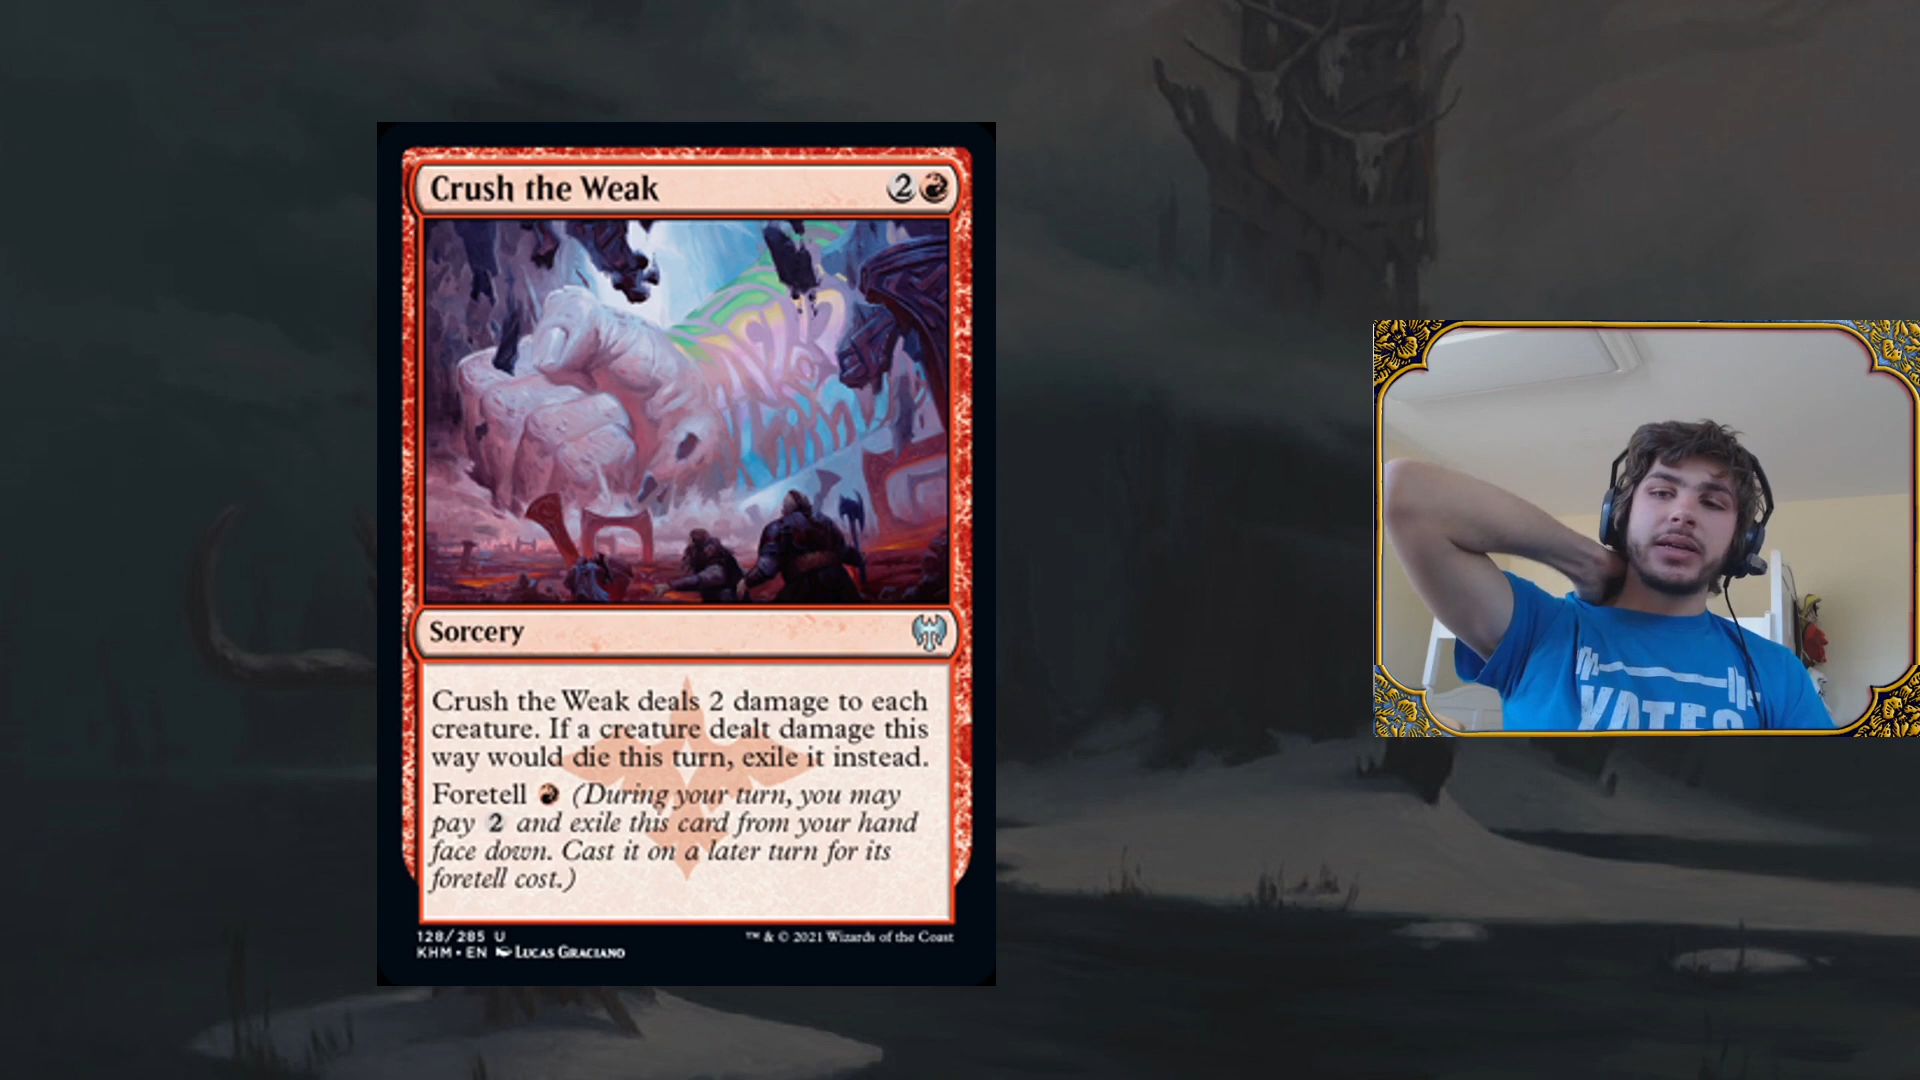 Crush the Weak 2
Sorcery
Crush the Weak deals 2 damage to each
creature. If a creature dealt damage this
way would die this turn, exile it instead.
Foretell (During your turn, you may
pay 2 and exile this card from your hand
face down. Cast it on a later turn for its
foretell cost.)
128/285 U
KHM • EN LUCAS GRACIANO
™ & © 2021 Wizards of the Coast